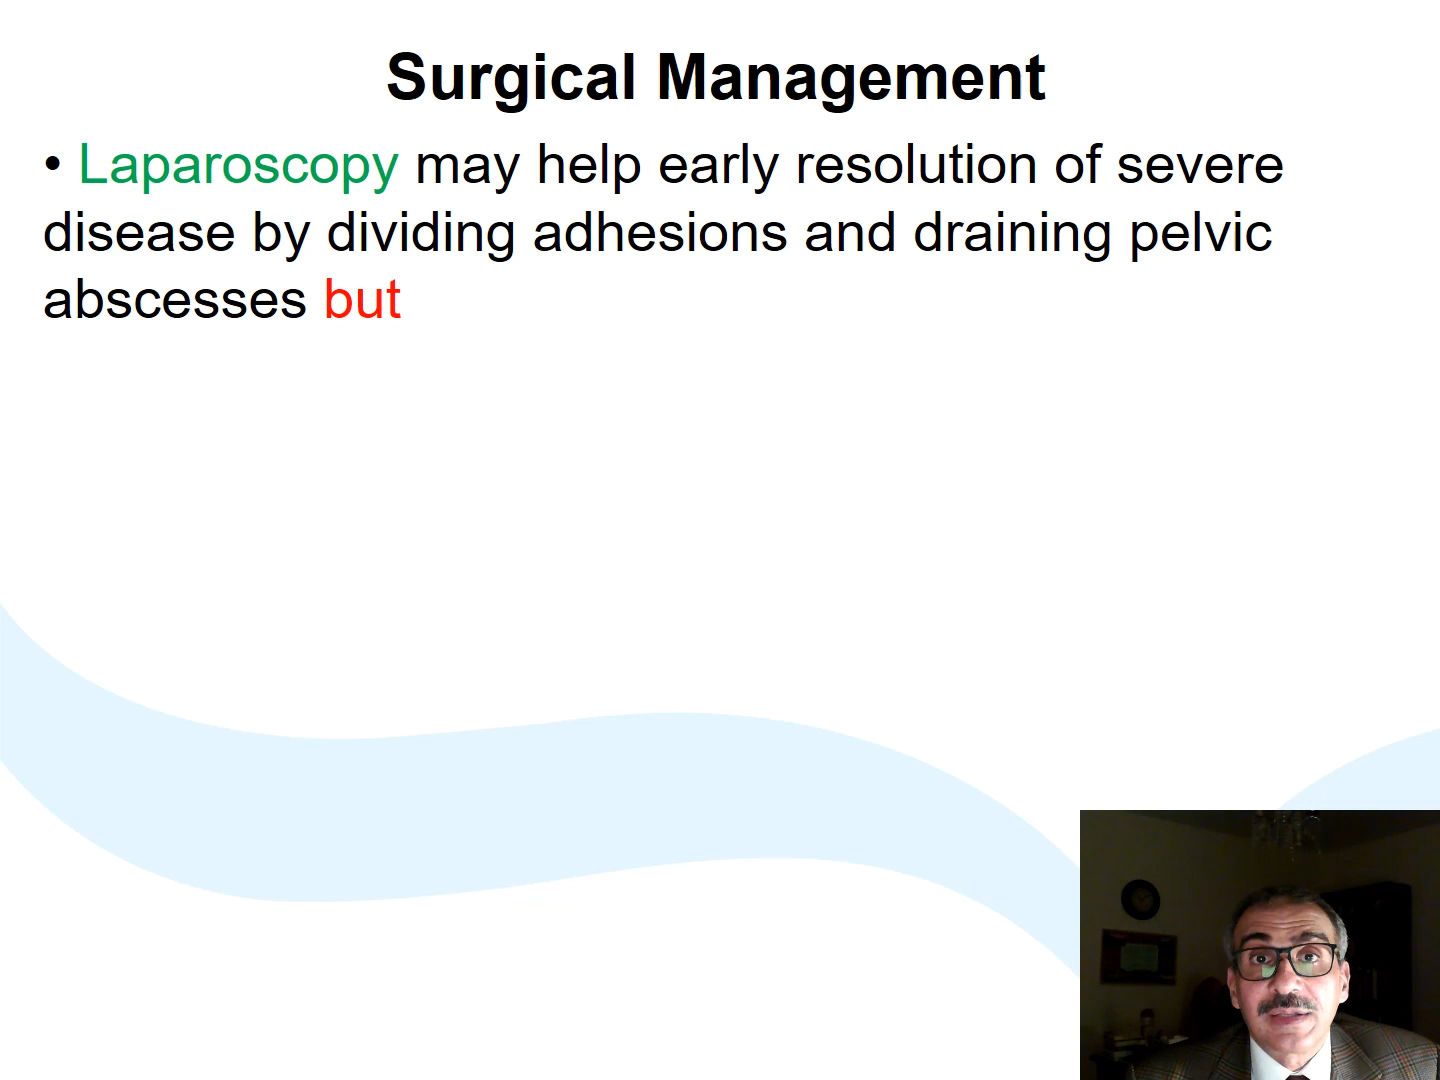 Surgical Management
• Laparoscopy may help early resolution of severe
disease by dividing adhesions and draining pelvic
abscesses but